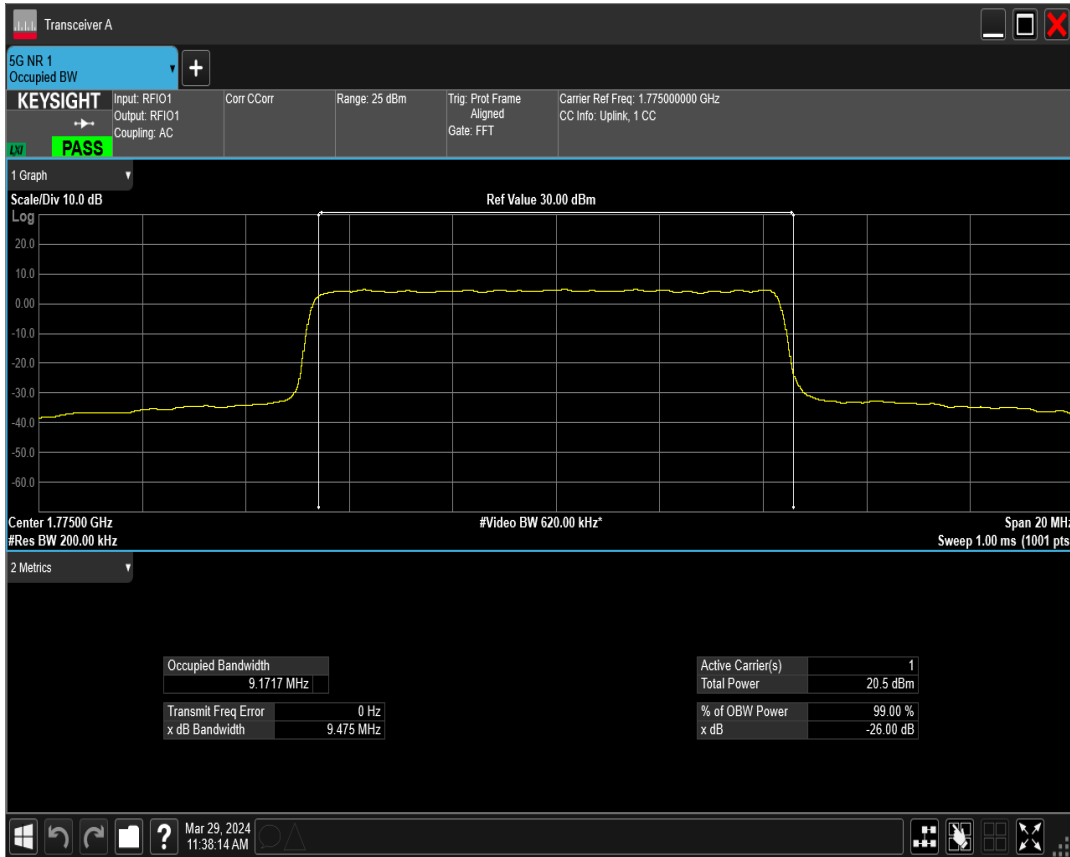 Transceiver A
5G NR 1
Occupied BW
KEYSIGHT
Input: RFIO1
Output: RFIO1
Coupling: AC
Corr CCorr
Range: 25 dBm
Trig: Prot Frame
Aligned
Gate: FFT
Carrier Ref Freq: 1.775000000 GHz
CC Info: Uplink, 1 CC
LXI
PASS
1 Graph
Scale/Div 10.0 dB
Ref Value 30.00 dBm
Log
20.0
10.0
0.00
-10.0
-20.0
-30.0
-40.0
-50.0
-60.0
Center 1.77500 GHz
#Video BW 620.00 kHz*
Span 20 MHz
#Res BW 200.00 kHz
Sweep 1.00 ms (1001 pts
2 Metrics
Occupied Bandwidth
9.1717 MHz
Transmit Freq Error 0 Hz
x dB Bandwidth 9.475 MHz
Active Carrier(s) 1
Total Power 20.5 dBm
% of OBW Power 99.00 %
x dB -26.00 dB
?
Mar 29, 2024
11:38:14 AM